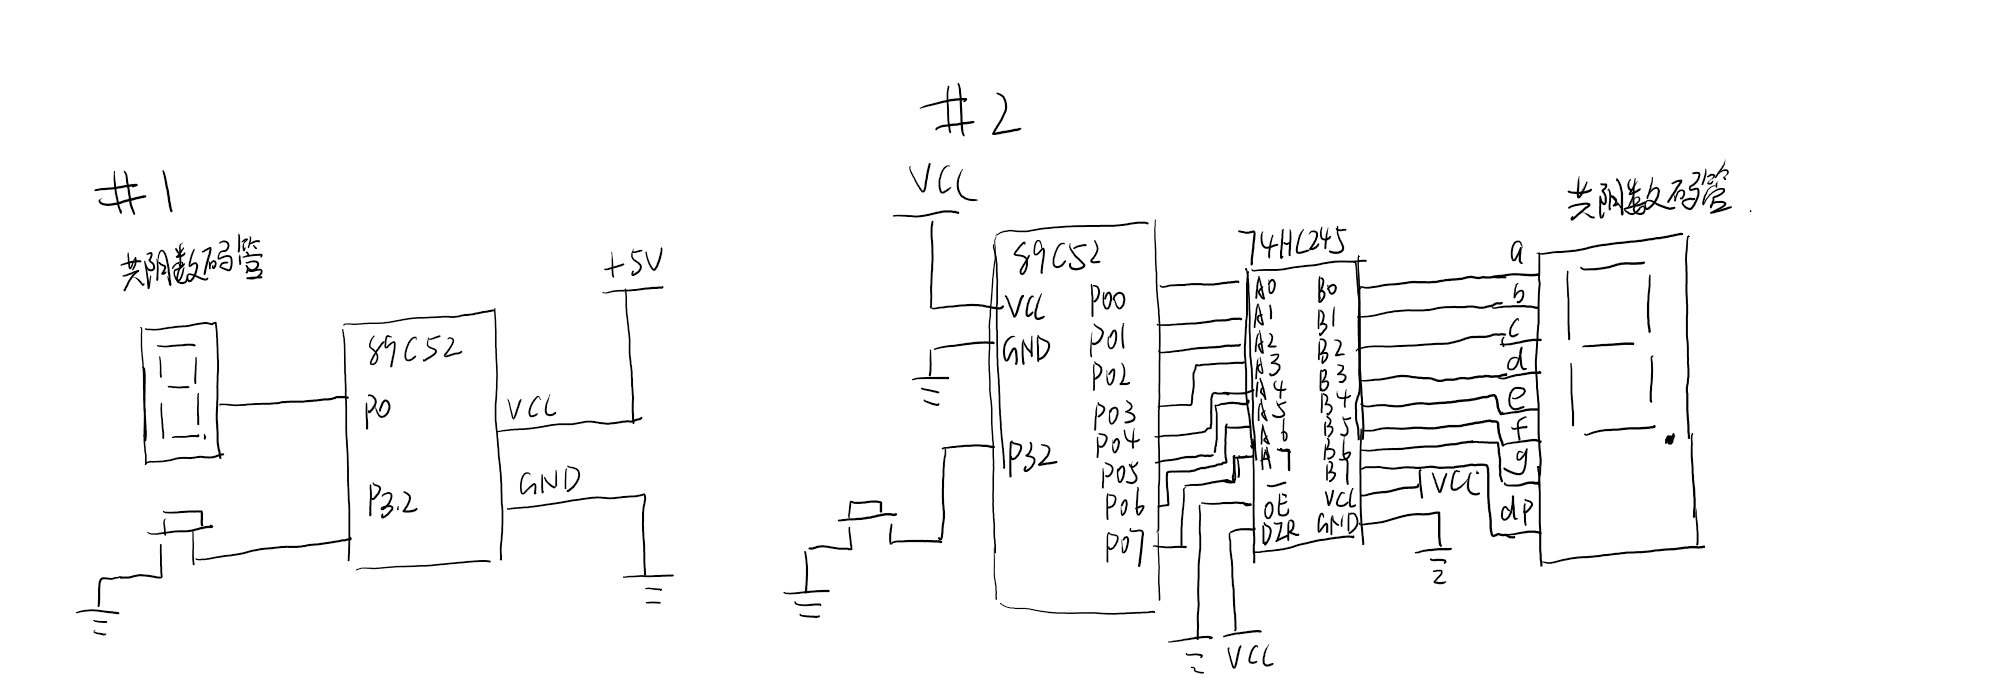 #1
共阴数码管
89C52
P0
P3.2
VCC
GND
+5V
#2
VCC
89C52
VCC
GND
P32
P00
P01
P02
P03
P04
P05
P06
P07
74HC245
A0
A1
A2
A3
A4
A5
A6
A7
OE
DZR
B0
B1
B2
B3
B4
B5
B6
B7
VCC
GND
VCC
VCC
共阴数码管
a
b
c
d
e
f
g
dp